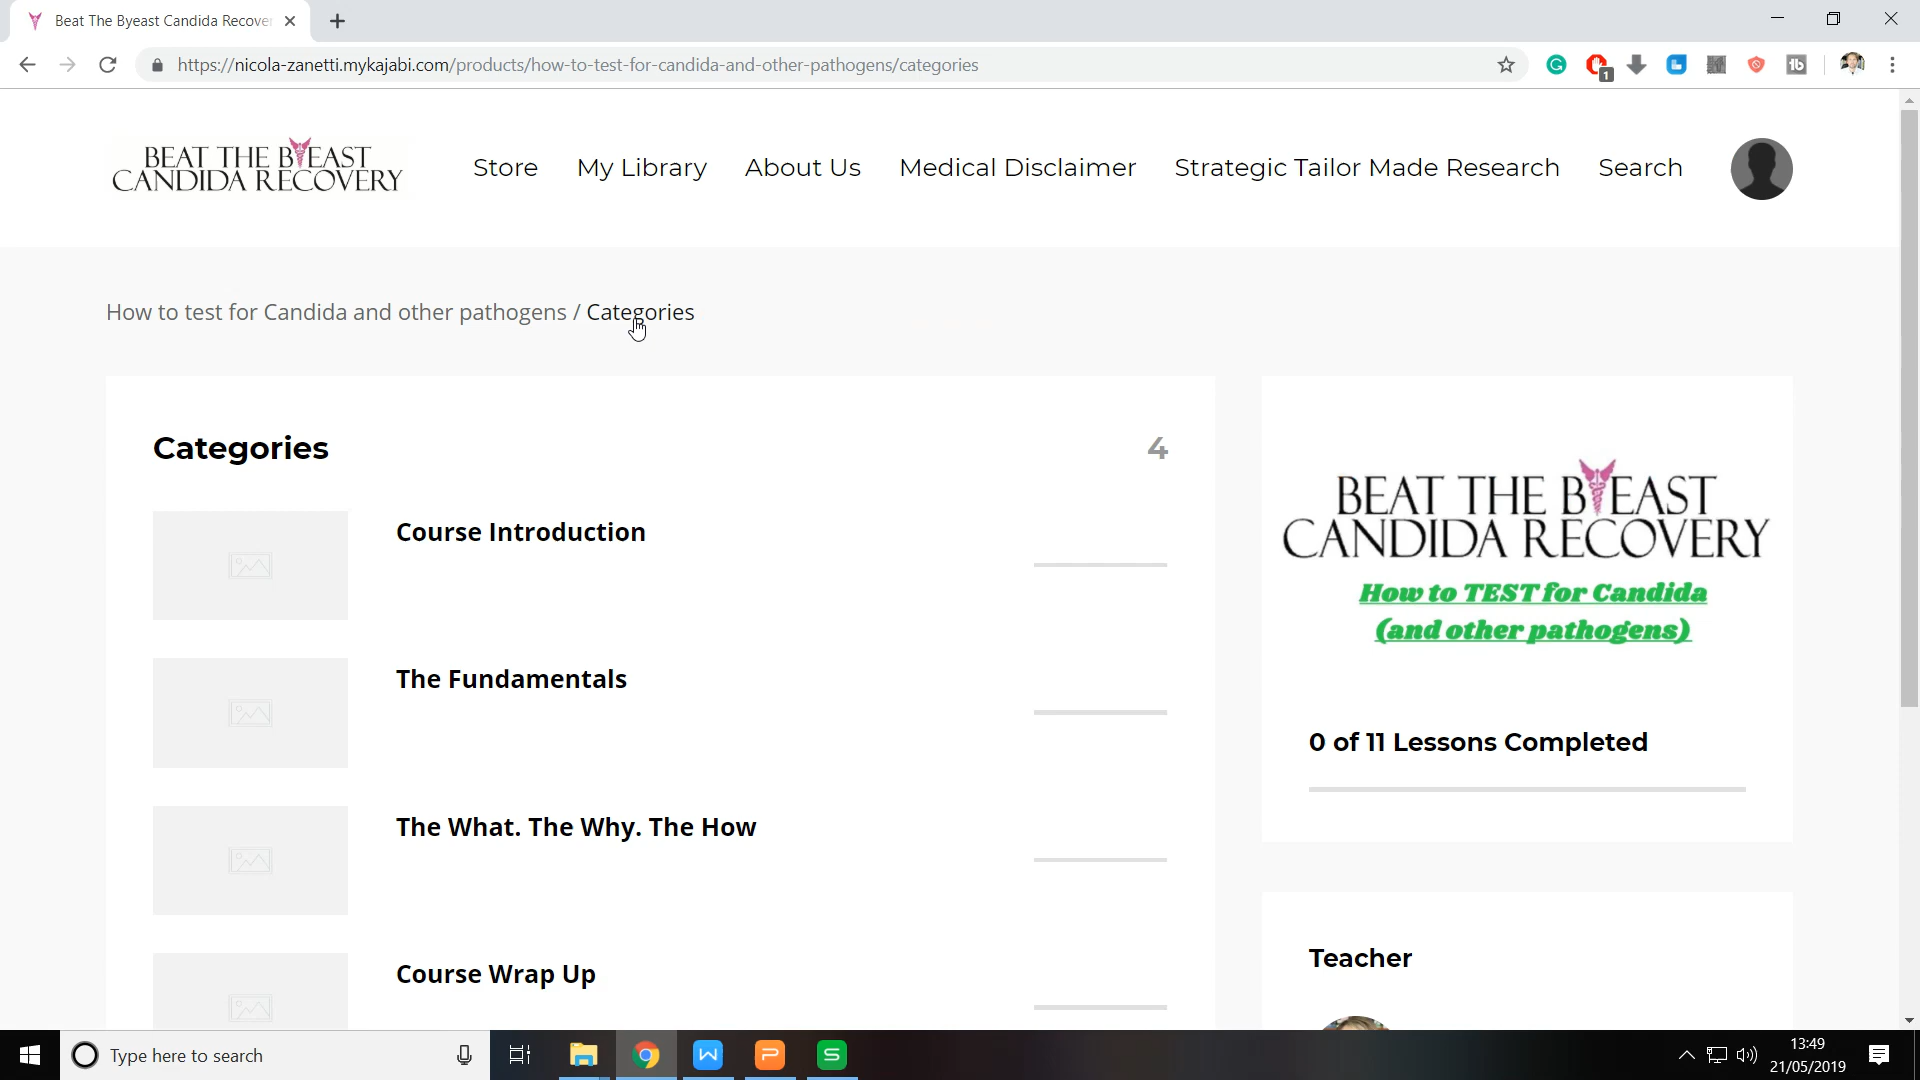 Beat The Byeast Candida Recove
https://nicola-zanetti.mykajabi.com/products/how-to-test-for-candida-and-other-pathogens/categories
1
BEAT THE BYEAST
CANDIDA RECOVERY
Store
My Library
About Us
Medical Disclaimer
Strategic Tailor Made Research
Search
How to test for Candida and other pathogens / Categories
Categories
4
Course Introduction
The Fundamentals
The What. The Why. The How
Course Wrap Up
BEAT THE BYEAST
CANDIDA RECOVERY
How to TEST for Candida
(and other pathogens)
0 of 11 Lessons Completed
Teacher
Type here to search
13:49
21/05/2019